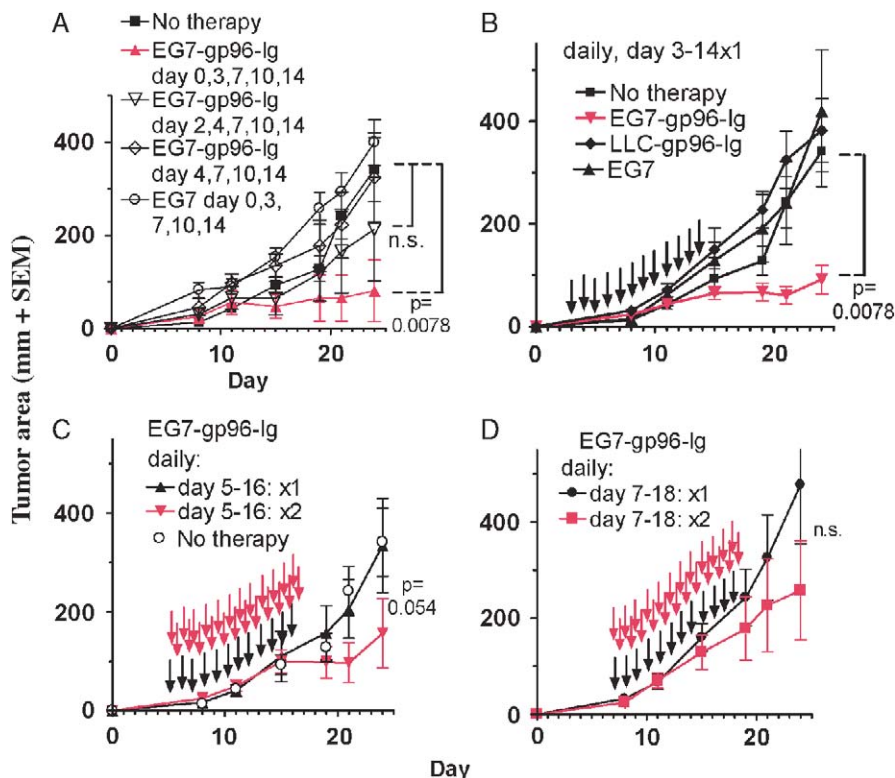 A
No therapy
EG7-gp96-Ig
day 0,3,7,10,14
EG7-gp96-Ig
day 2,4,7,10,14
EG7-gp96-Ig
day 4,7,10,14
EG7 day 0,3,
7,10,14
400
200
0
n.s.
p=
0.0078
0 10 20
Day
B
daily, day 3-14x1
No therapy
EG7-gp96-Ig
LLC-gp96-Ig
EG7
400
200
0
p=
0.0078
0 10 20
Tumor area (mm + SEM)
C
EG7-gp96-Ig
daily:
day 5-16: x1
day 5-16: x2
No therapy
400
200
0
p=
0.054
0 10 20
D
EG7-gp96-Ig
daily:
day 7-18: x1
day 7-18: x2
400
200
0
n.s.
0 10 20
Day